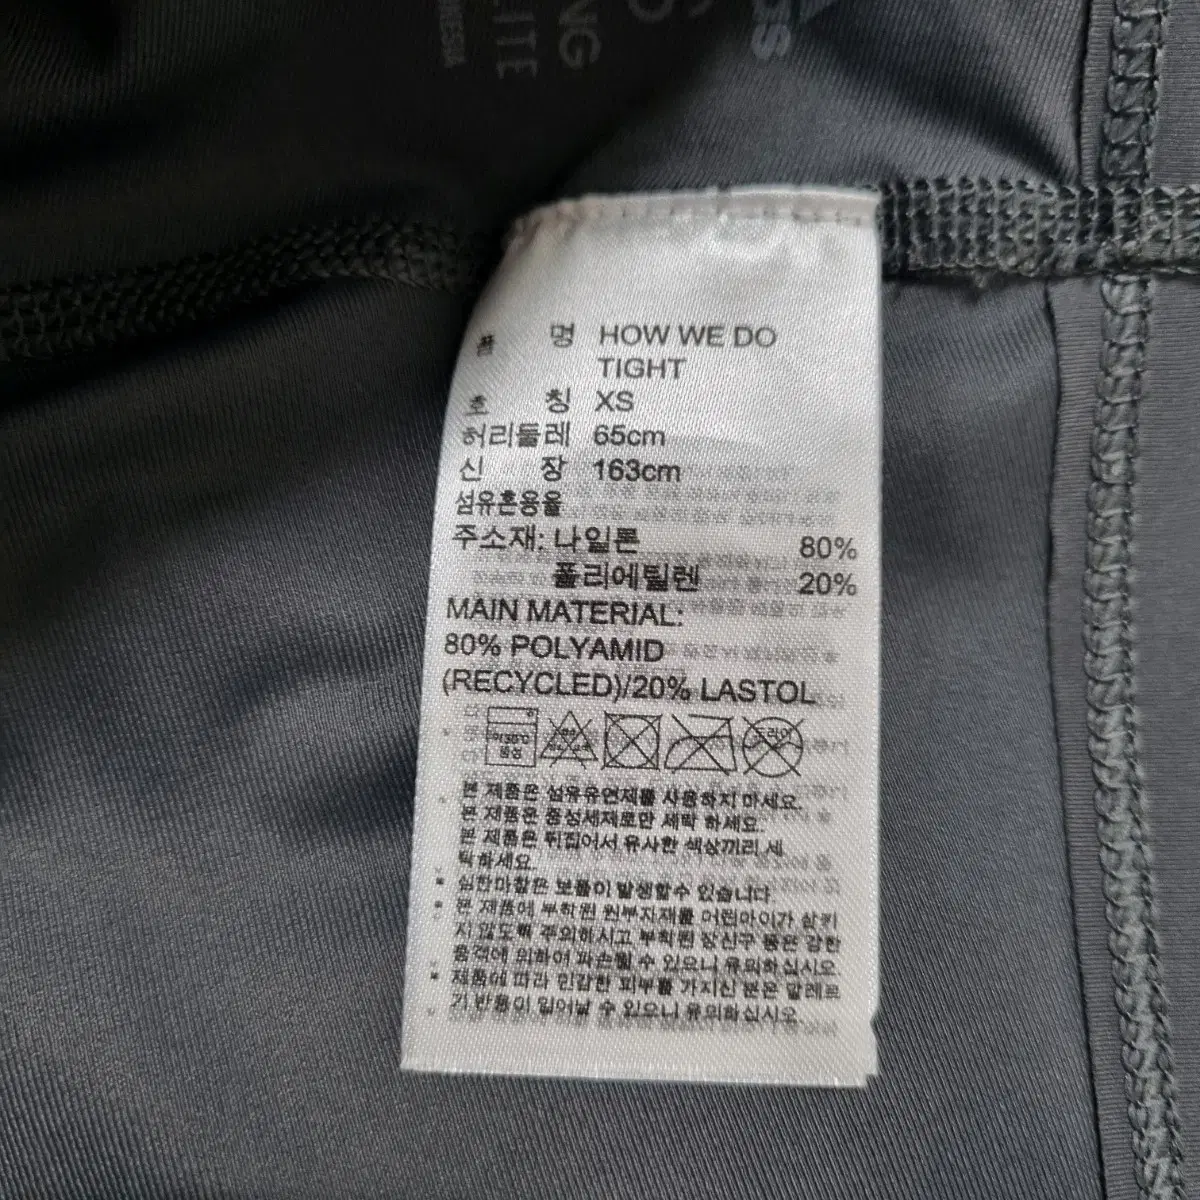 NG
LITE
품 명 HOW WE DO
TIGHT
호 칭 XS
허리둘레 65cm
신 장 163cm
섬유혼용율
주소재: 나일론 80%
폴리에틸렌 20%
MAIN MATERIAL:
80% POLYAMID
(RECYCLED)/20% LASTOL
약30℃
중성
드라이
본 제품은 섬유유연제를 사용하지 마세요.
본 제품은 중성세제로만 세탁 하세요.
본 제품은 뒤집어서 유사한 색상끼리 세
탁하세요.
* 심한마찰은 보풀이 발생할수 있습니다.
* 본 제품에 부착된 원부자재를 어린아이가 삼키
지 않도록 주의하시고 부착된 장신구 등은 강한
충격에 의하여 파손될 수 있으니 유의하십시오.
* 제품에 따라 민감한 피부를 가지신 분은 알레르
기 반응이 일어날 수 있으니 유의하십시오.